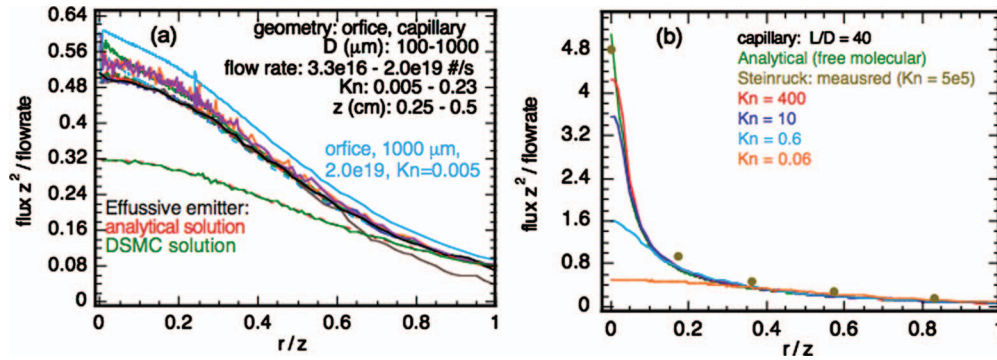 (a)
geometry: orfice, capillary
D (μm): 100-1000
flow rate: 3.3e16 - 2.0e19 #/s
Kn: 0.005 - 0.23
z (cm): 0.25 - 0.5
orfice, 1000 μm,
2.0e19, Kn=0.005
Effussive emitter:
analytical solution
DSMC solution
flux z²/flowrate
0.64
0.56
0.48
0.4
0.32
0.24
0.16
0.08
0
0 0.2 0.4 0.6 0.8 1
r/z
(b)
capillary: L/D = 40
Analytical (free molecular)
Steinruck: meausred (Kn = 5e5)
Kn = 400
Kn = 10
Kn = 0.6
Kn = 0.06
flux z²/flowrate
4.8
4
3.2
2.4
1.6
0.8
0
0 0.2 0.4 0.6 0.8 1
r/z